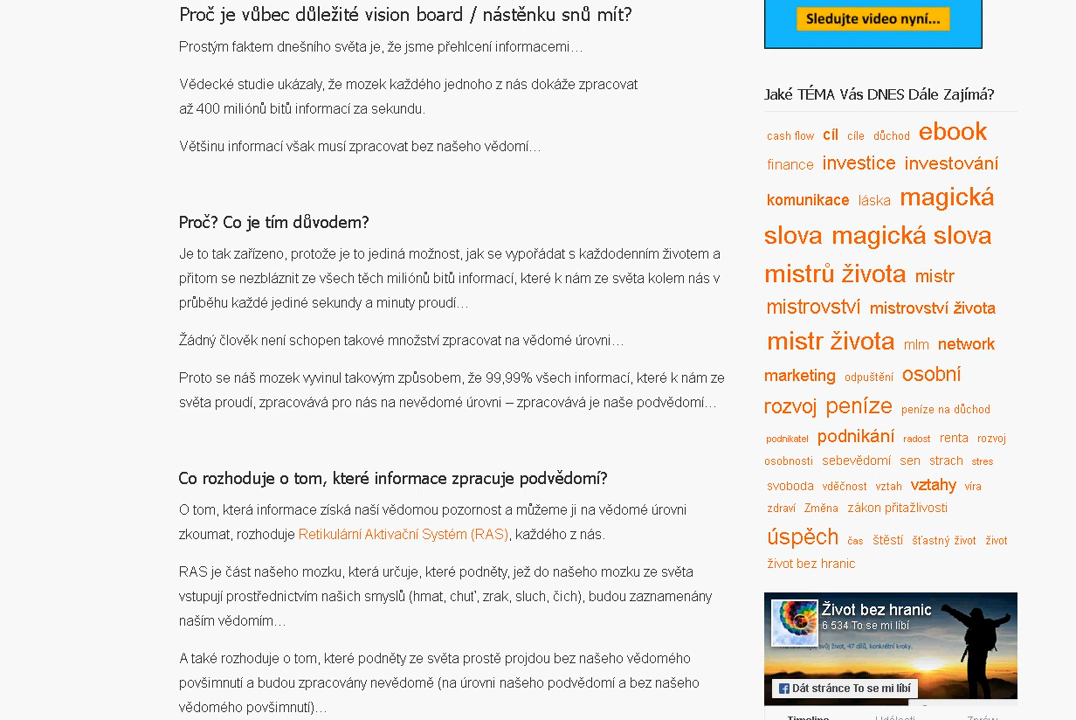 Proč je vůbec důležité vision board / nástěnku snů mít?
Prostým faktem dnešního světa je, že jsme přehlcení informacemi…
Vědecké studie ukázaly, že mozek každého jednoho z nás dokáže zpracovat
až 400 miliónů bitů informací za sekundu.
Většinu informací však musí zpracovat bez našeho vědomí…
Proč? Co je tím důvodem?
Je to tak zařízeno, protože je to jediná možnost, jak se vypořádat s každodenním životem a
přitom se nezbláznit ze všech těch miliónů bitů informací, které k nám ze světa kolem nás v
průběhu každé jediné sekundy a minuty proudí…
Žádný člověk není schopen takové množství zpracovat na vědomé úrovni…
Proto se náš mozek vyvinul takovým způsobem, že 99,99% všech informací, které k nám ze
světa proudí, zpracovává pro nás na nevědomé úrovni – zpracovává je naše podvědomí…
Co rozhoduje o tom, které informace zpracuje podvědomí?
O tom, která informace získá naší vědomou pozornost a můžeme ji na vědomé úrovni
zkoumat, rozhoduje Retikulární Aktivační Systém (RAS), každého z nás.
RAS je část našeho mozku, která určuje, které podněty, jež do našeho mozku ze světa
vstupují prostřednictvím našich smyslů (hmat, chuť, zrak, sluch, čich), budou zaznamenány
naším vědomím…
A také rozhoduje o tom, které podněty ze světa prostě projdou bez našeho vědomého
povšimnutí a budou zpracovány nevědomě (na úrovni našeho podvědomí a bez našeho
vědomého povšimnutí)…
Sledujte video nyní...
Jaké TÉMA Vás DNES Dále Zajímá?
cash flow cíl cíle důchod ebook
finance investice investování
komunikace láska magická
slova magická slova
mistrů života mistr
mistrovství mistrovství života
mistr života mlm network
marketing odpuštění osobní
rozvoj peníze peníze na důchod
podnikatel podnikání radost renta rozvoj
osobnosti sebevědomí sen strach stres
svoboda vděčnost vztah vztahy víra
zdraví Změna zákon přitažlivosti
úspěch čas štěstí šťastný život život
život bez hranic
Život bez hranic
6 534 To se mi líbí
svůj život, 47 dílů, konkrétní kroky.
Dát stránce To se mi líbí
Timeline Události Zprávy